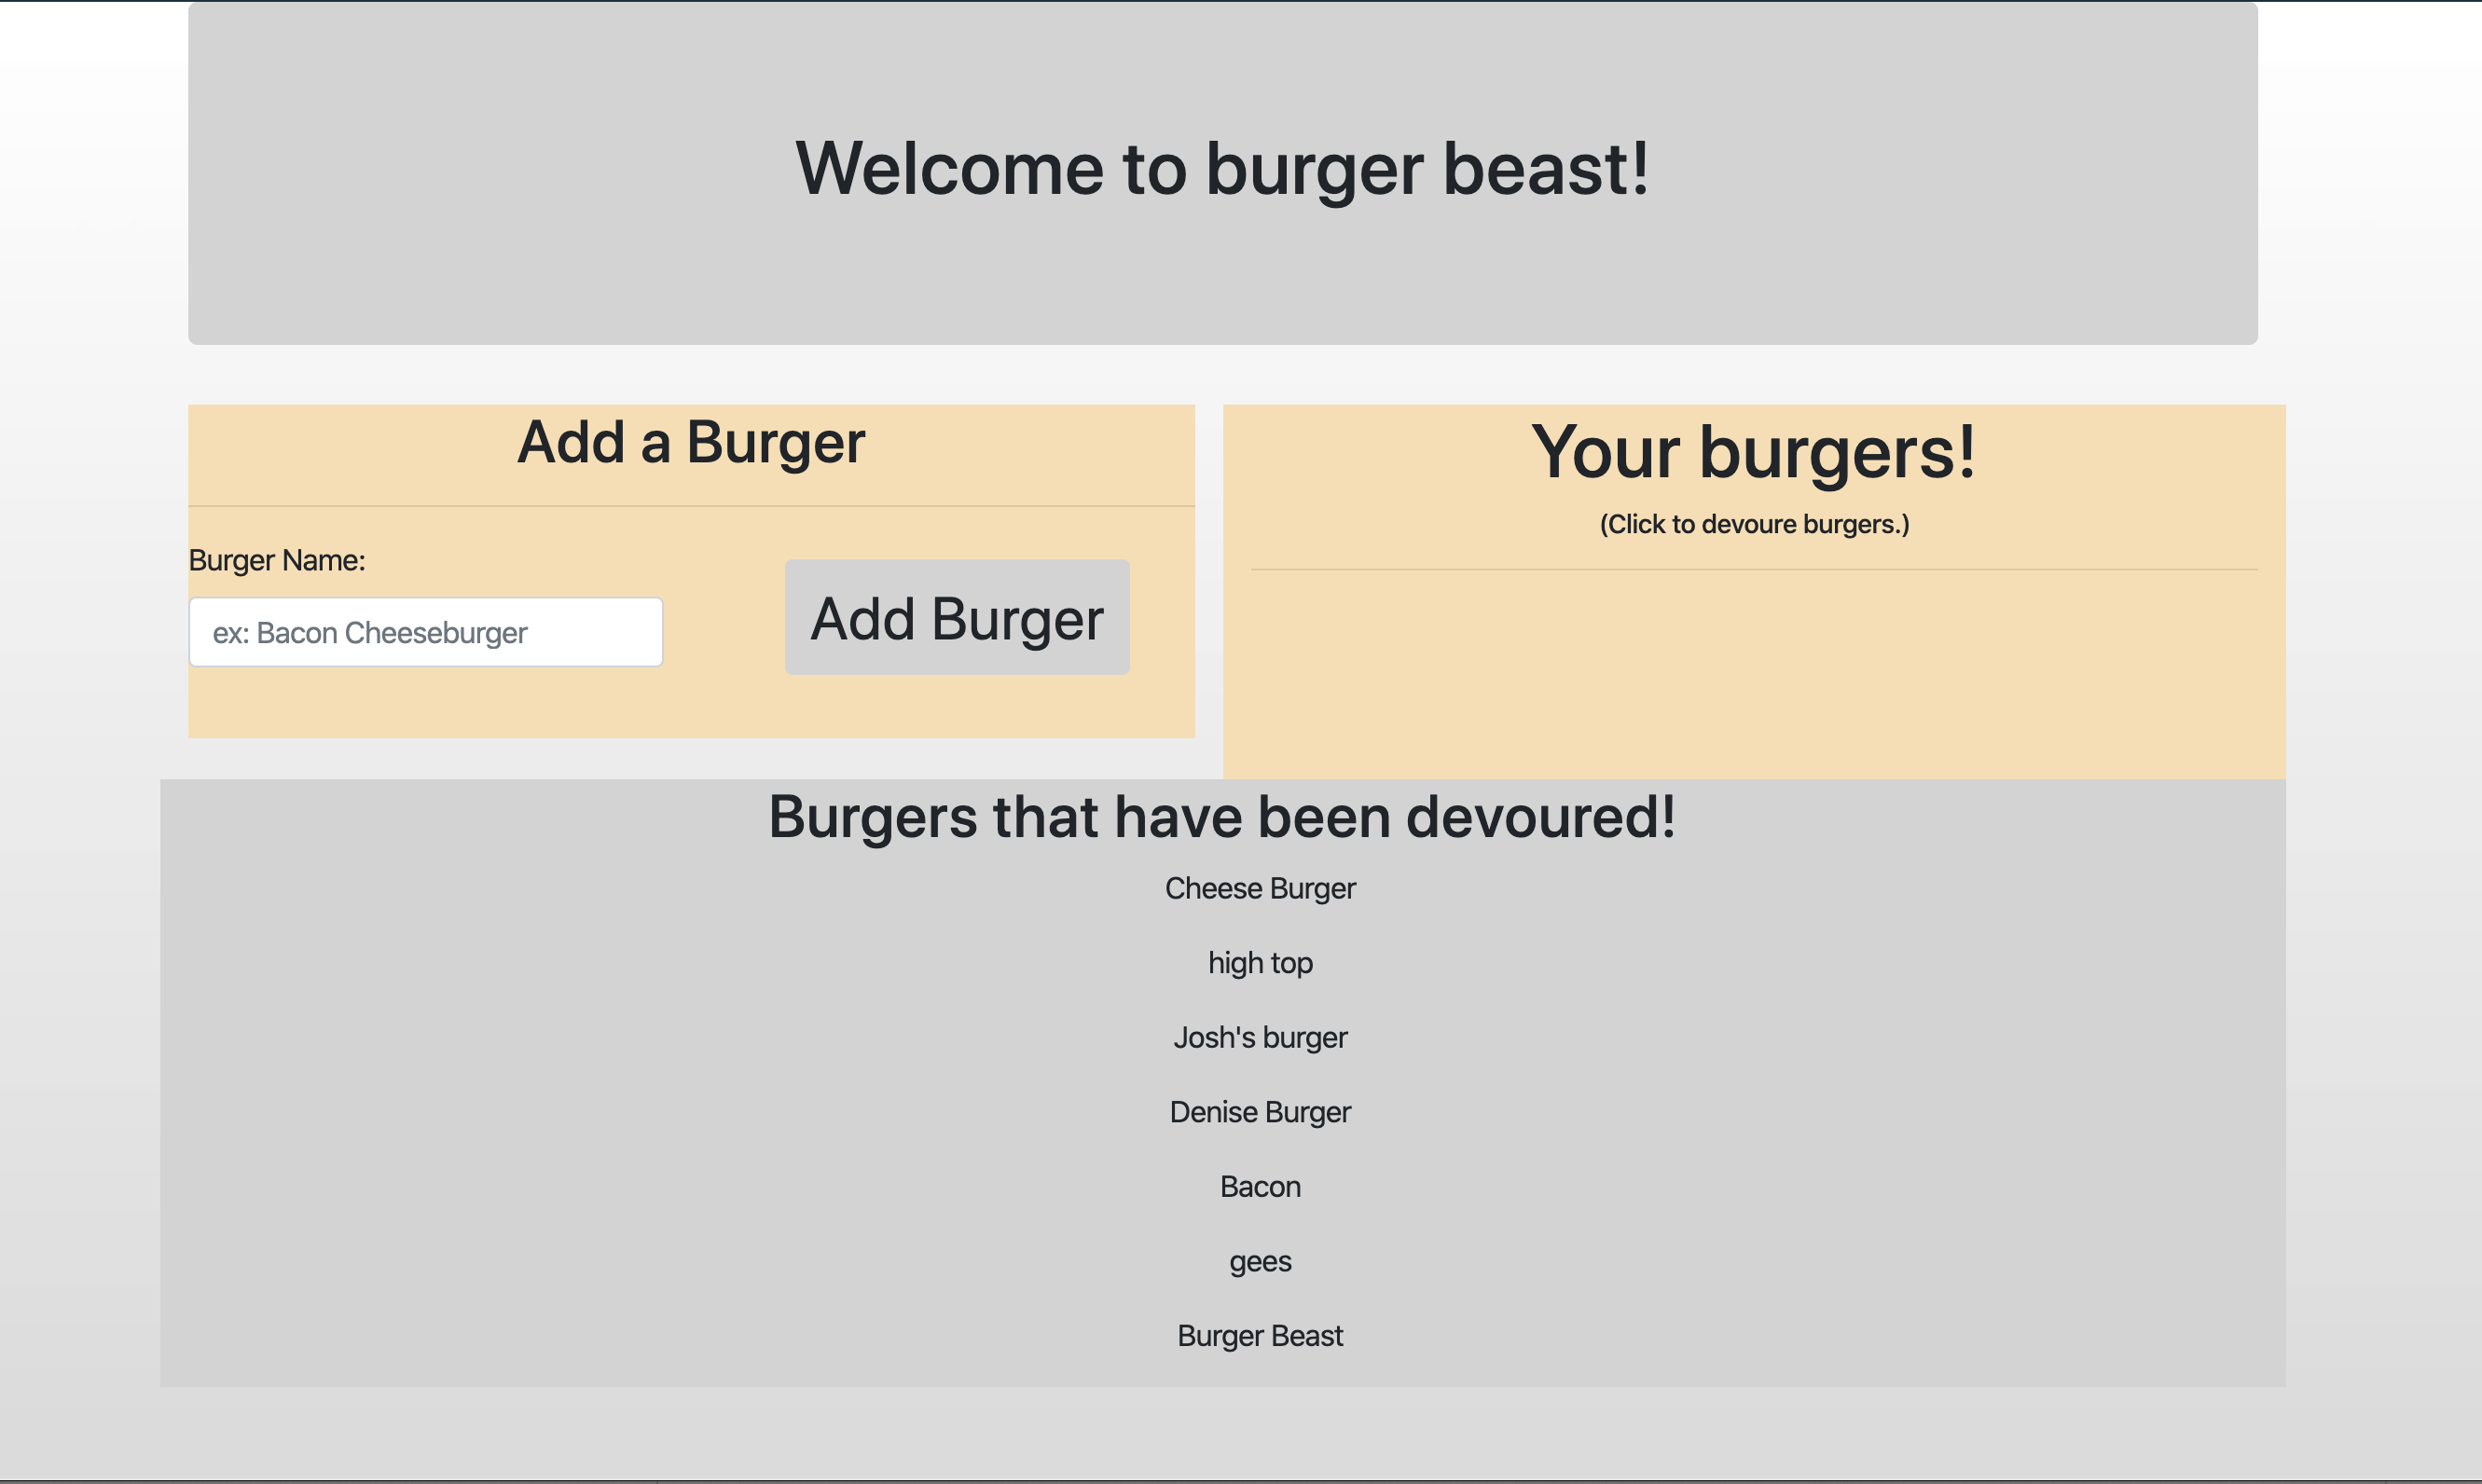 Welcome to burger beast!
Add a Burger
Burger Name:
ex: Bacon Cheeseburger
Add Burger
Your burgers!
(Click to devoure burgers.)
Burgers that have been devoured!
Cheese Burger
high top
Josh's burger
Denise Burger
Bacon
gees
Burger Beast